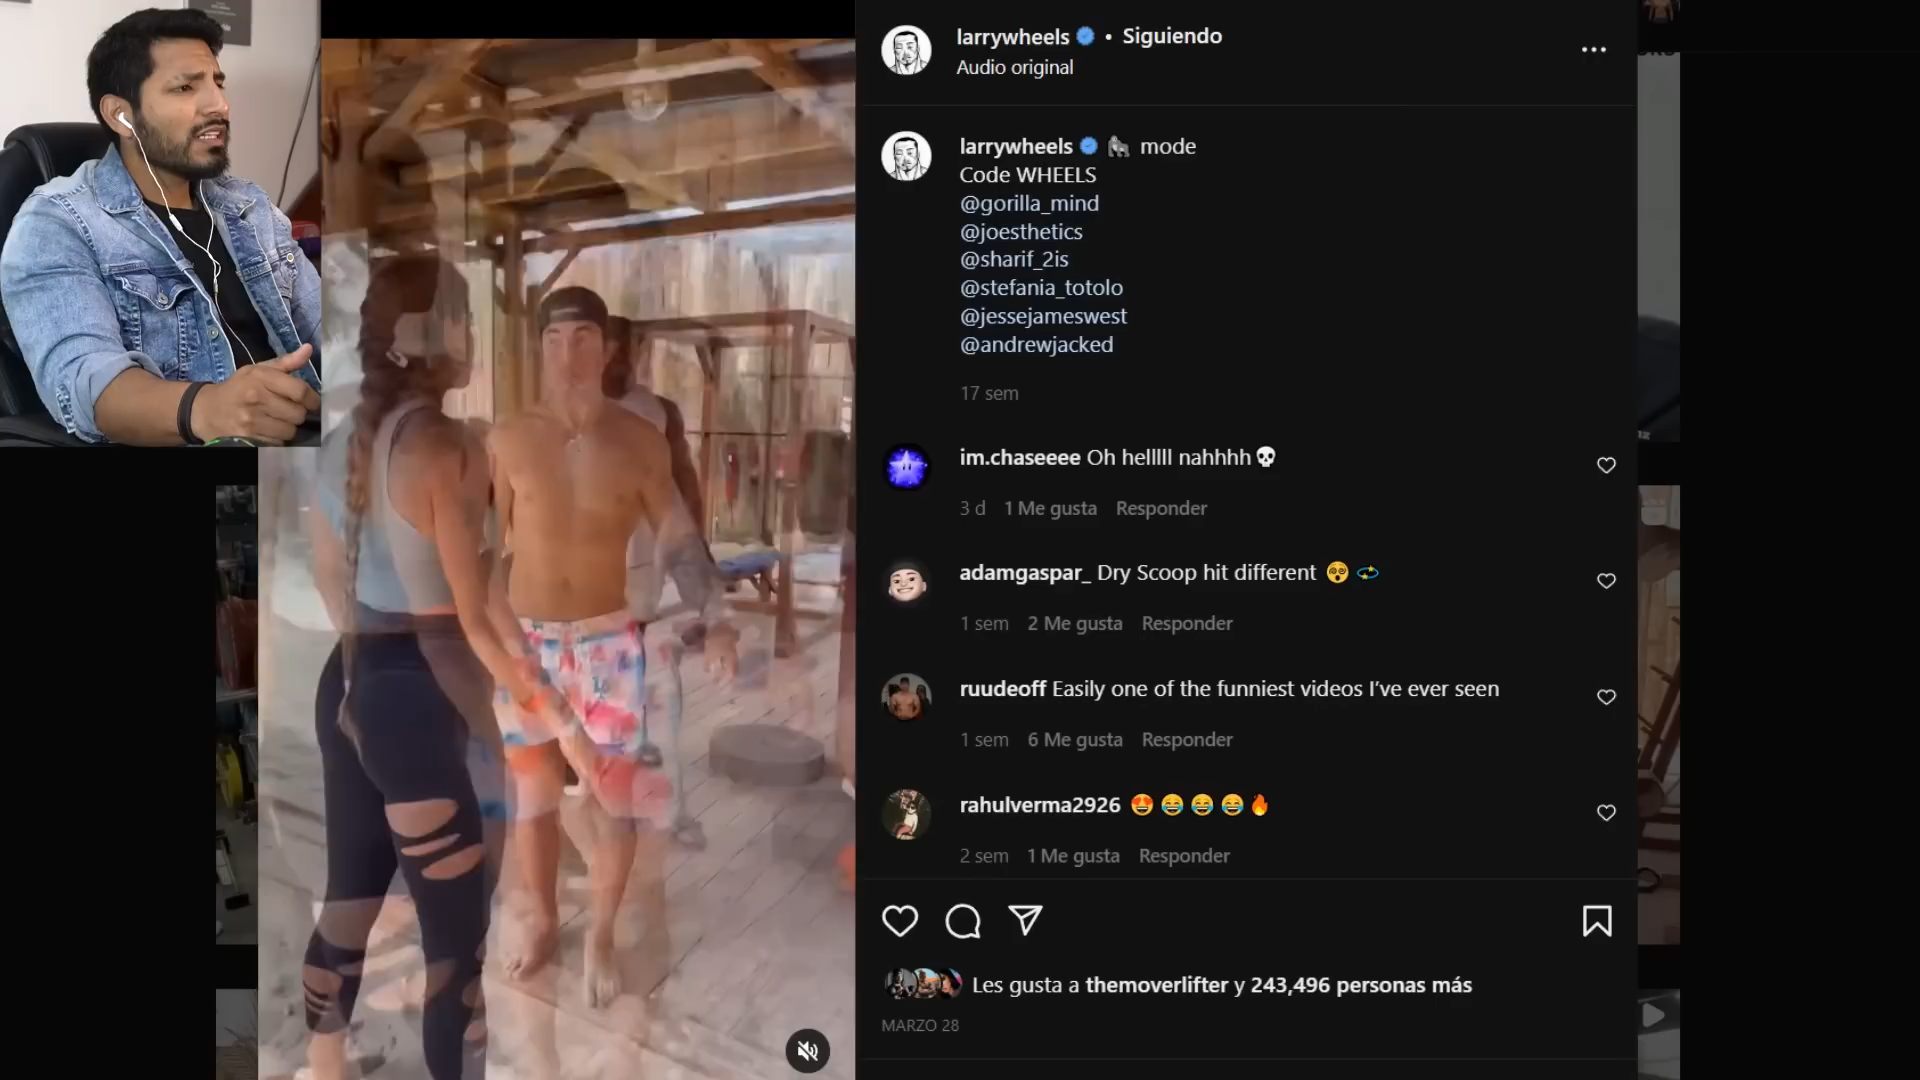 larrywheels • Siguiendo
Audio original
larrywheels 🦍 mode
Code WHEELS
@gorilla_mind
@joesthetics
@sharif_2is
@stefania_totolo
@jessejameswest
@andrewjacked
17 sem
im.chaseeee Oh helllll nahhhh💀
3 d 1 Me gusta Responder
adamgaspar_ Dry Scoop hit different 😵‍💫
1 sem 2 Me gusta Responder
ruudeoff Easily one of the funniest videos I’ve ever seen
1 sem 6 Me gusta Responder
rahulverma2926 😍😂😂😂🔥
2 sem 1 Me gusta Responder
Les gusta a themoverlifter y 243,496 personas más
MARZO 28